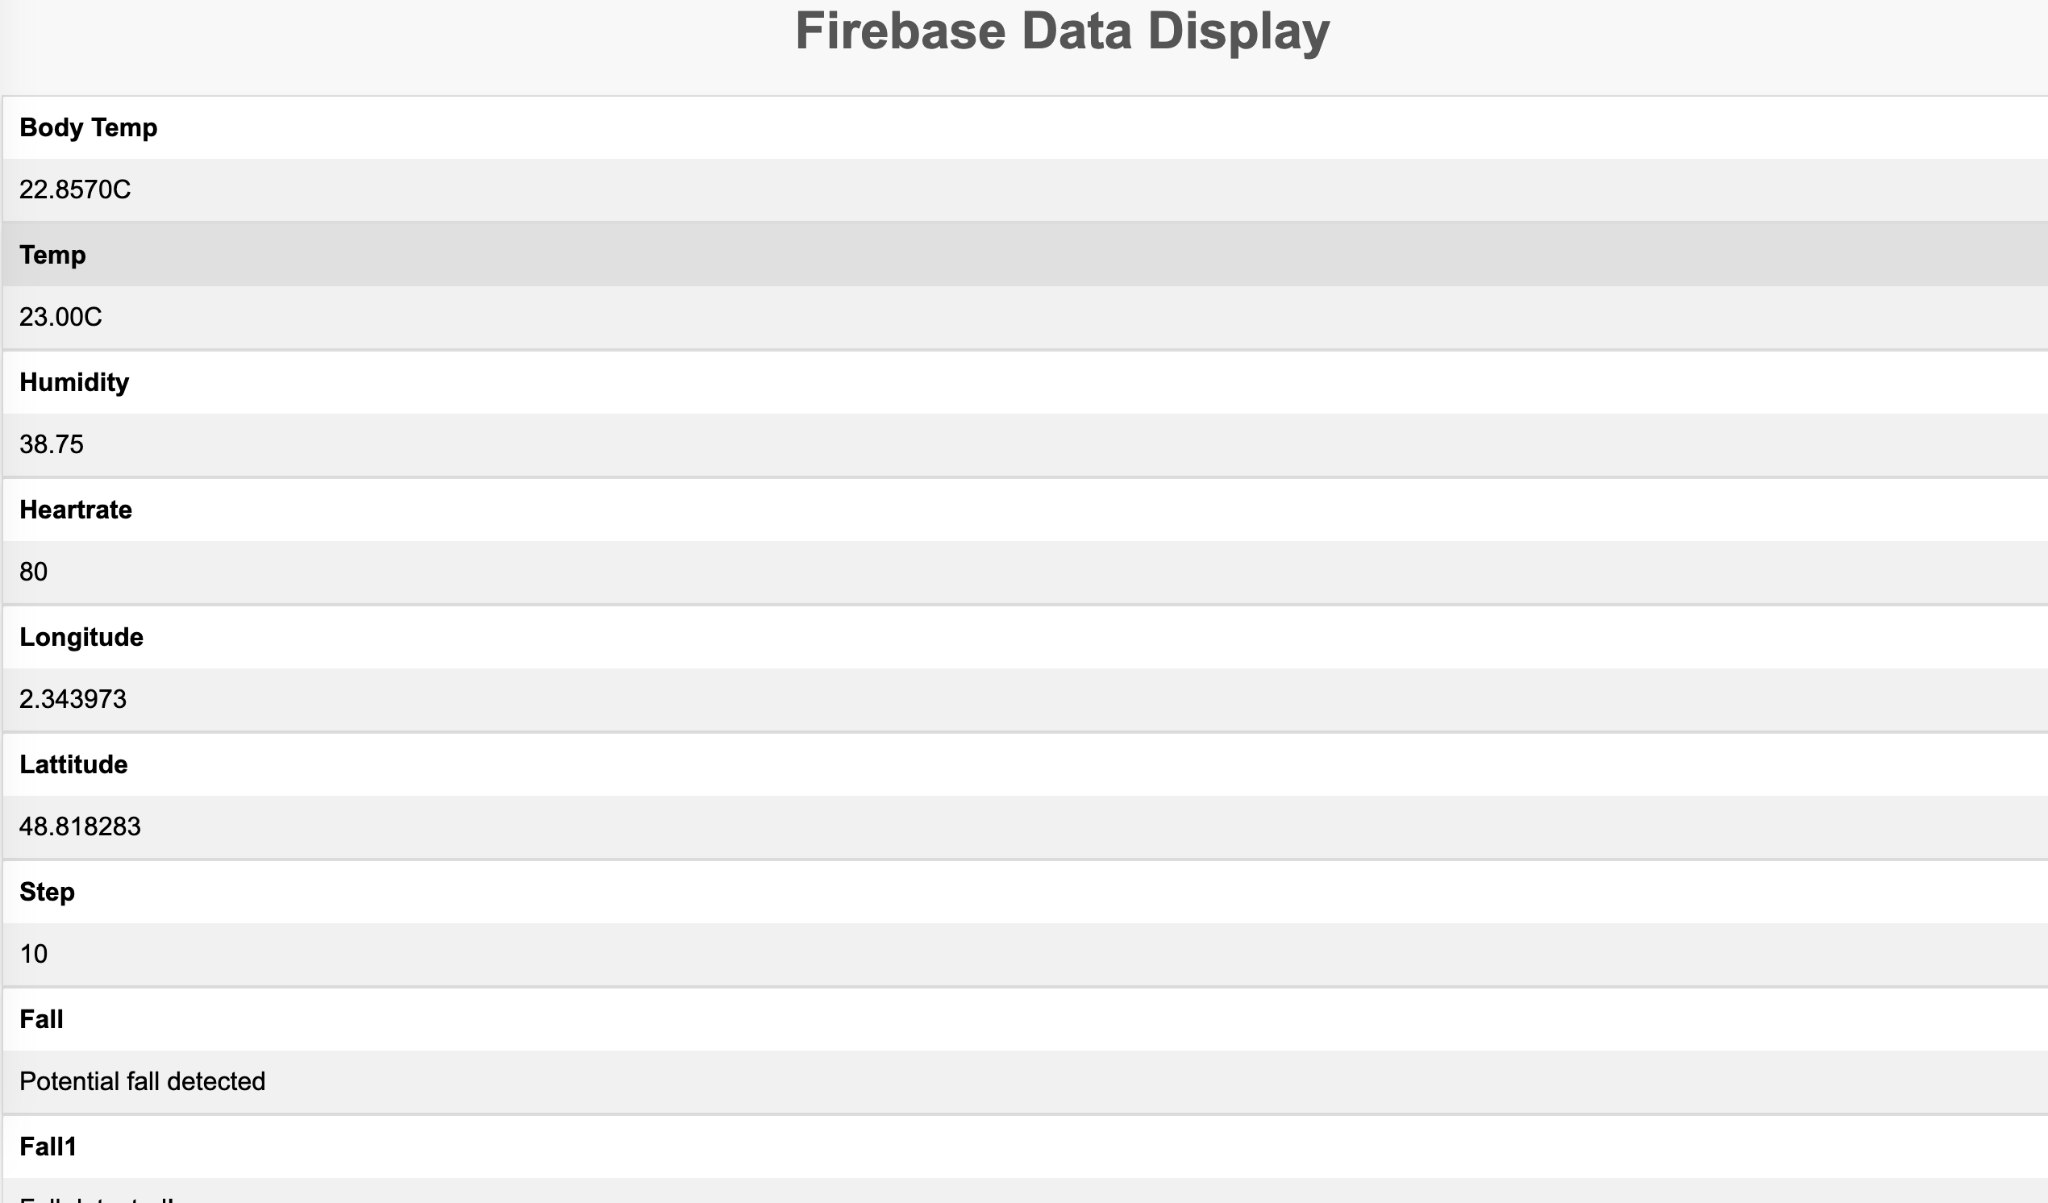 Firebase Data Display
Body Temp
22.8570C
Temp
23.00C
Humidity
38.75
Heartrate
80
Longitude
2.343973
Lattitude
48.818283
Step
10
Fall
Potential fall detected
Fall1